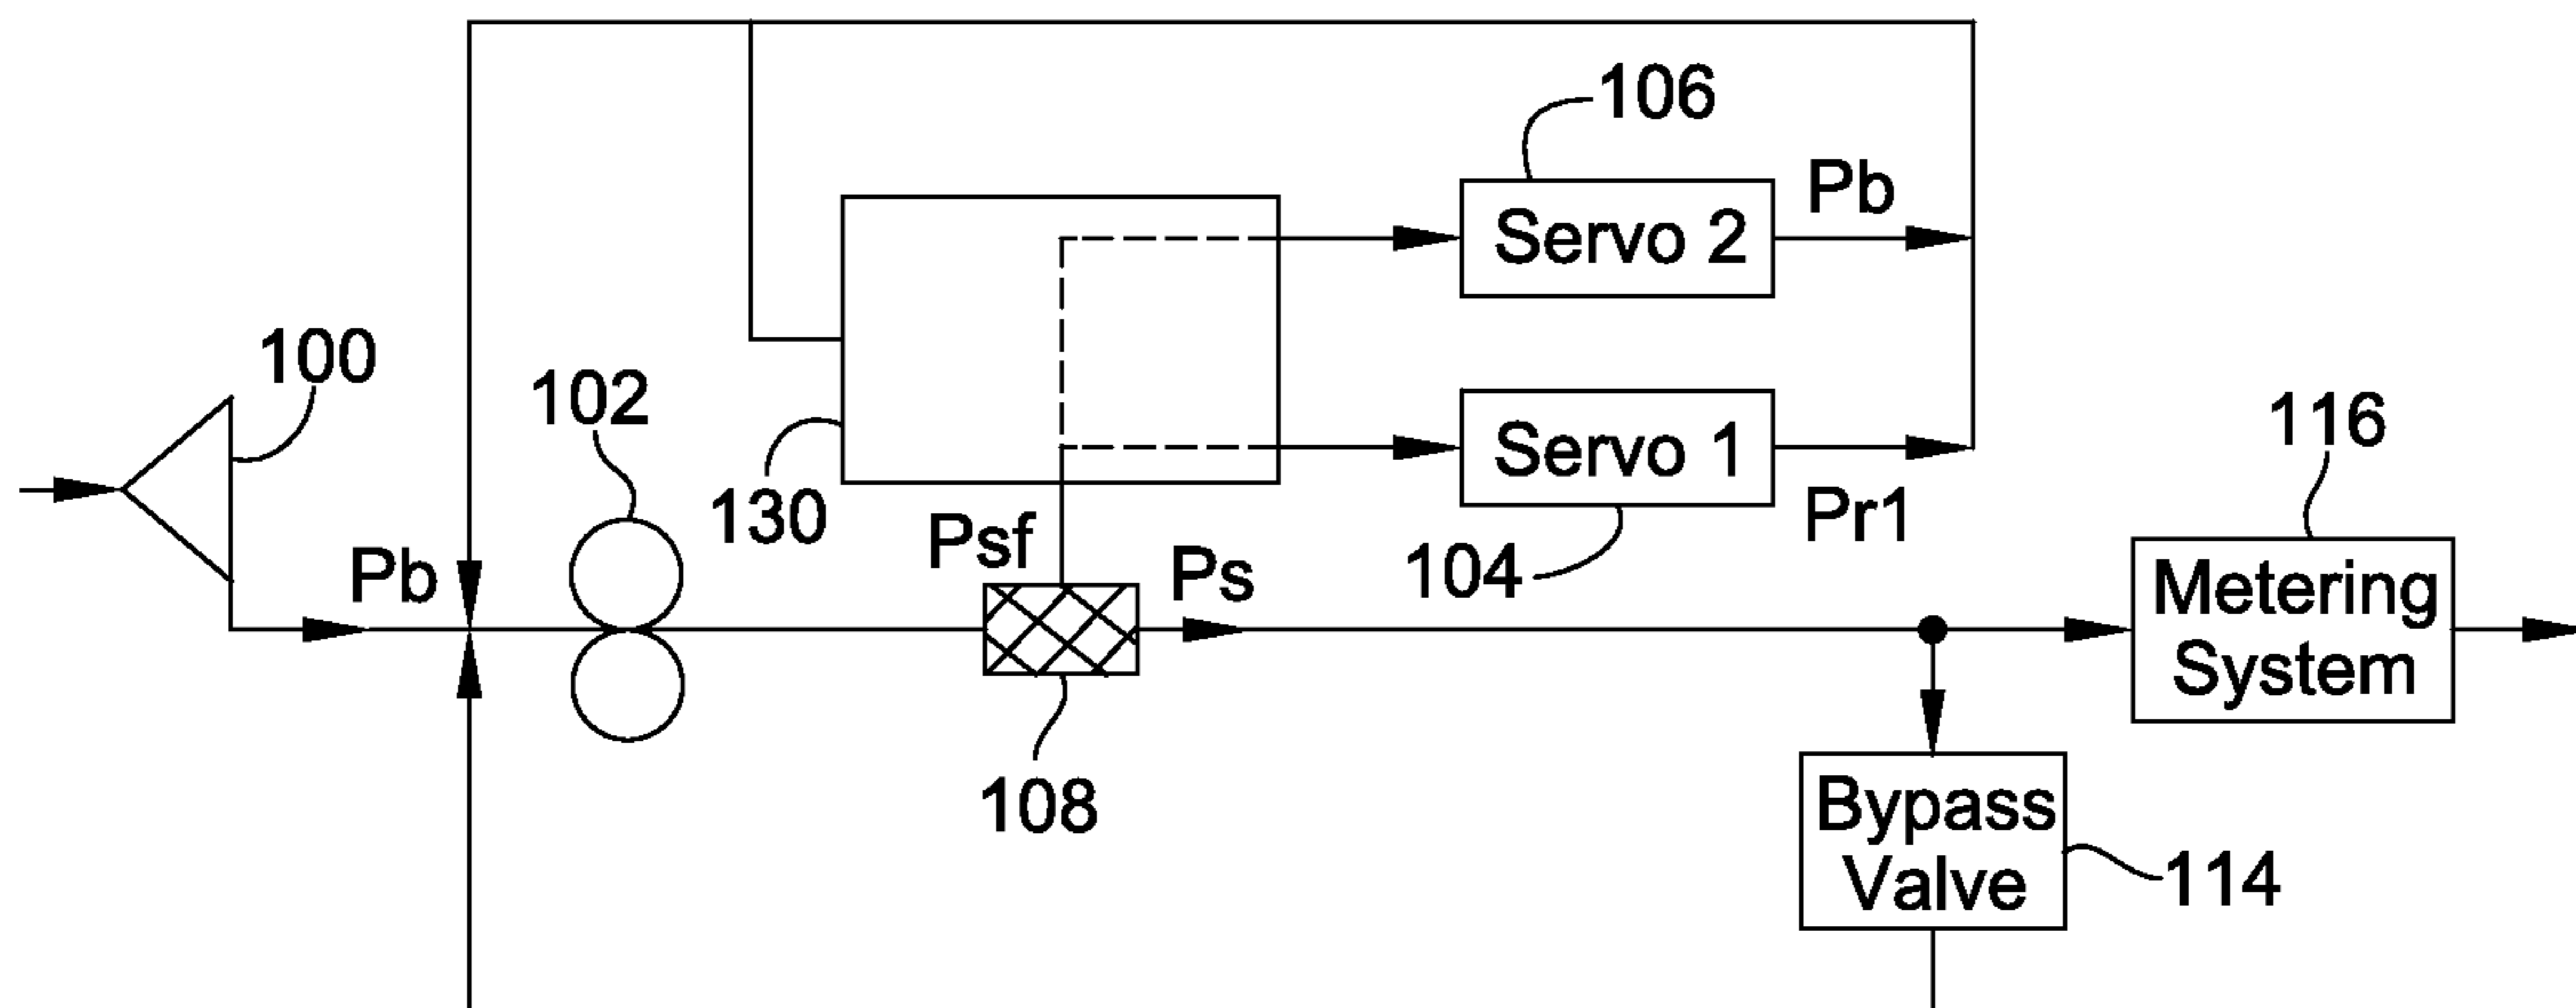 106
Pb
Servo 2
100
102
130
Servo 1
116
Psf
Pr1
Pb
Ps
104
Metering
System
108
Bypass
Valve
114